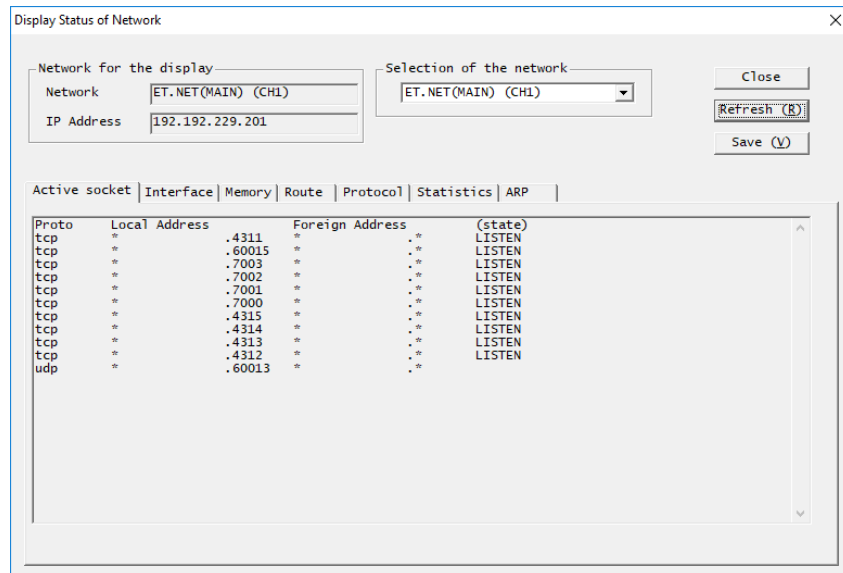 Display Status of Network
Network for the display
Network ET.NET(MAIN) (CH1)
IP Address 192.192.229.201
Selection of the network
ET.NET(MAIN) (CH1)
Close
Refresh (R)
Save (V)
Active socket Interface Memory Route Protocol Statistics ARP
Proto Local Address Foreign Address (state)
tcp * .4311 * .* LISTEN
tcp * .60015 * .* LISTEN
tcp * .7003 * .* LISTEN
tcp * .7002 * .* LISTEN
tcp * .7001 * .* LISTEN
tcp * .7000 * .* LISTEN
tcp * .4315 * .* LISTEN
tcp * .4314 * .* LISTEN
tcp * .4313 * .* LISTEN
tcp * .4312 * .* LISTEN
udp * .60013 * .*